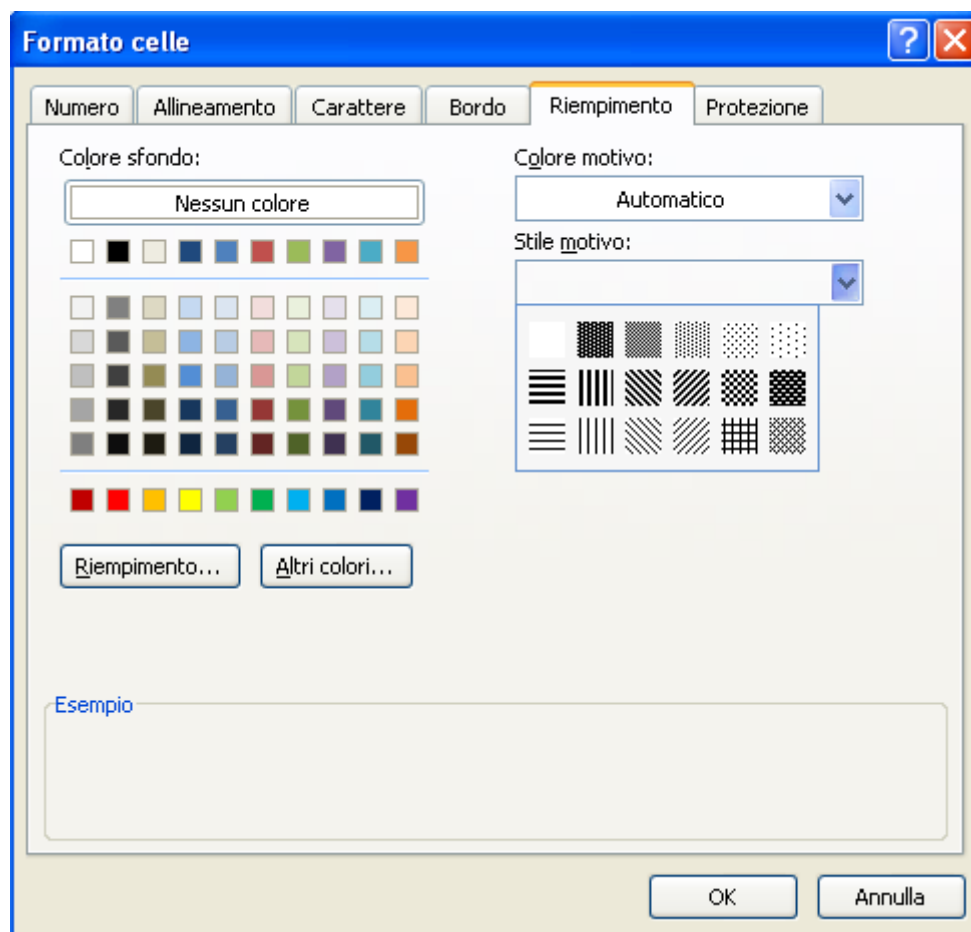 Formato celle
Numero Allineamento Carattere Bordo Riempimento Protezione
Colore sfondo:
Nessun colore
Colore motivo:
Automatico
Stile motivo:
Riempimento... Altri colori...
Esempio
OK Annulla